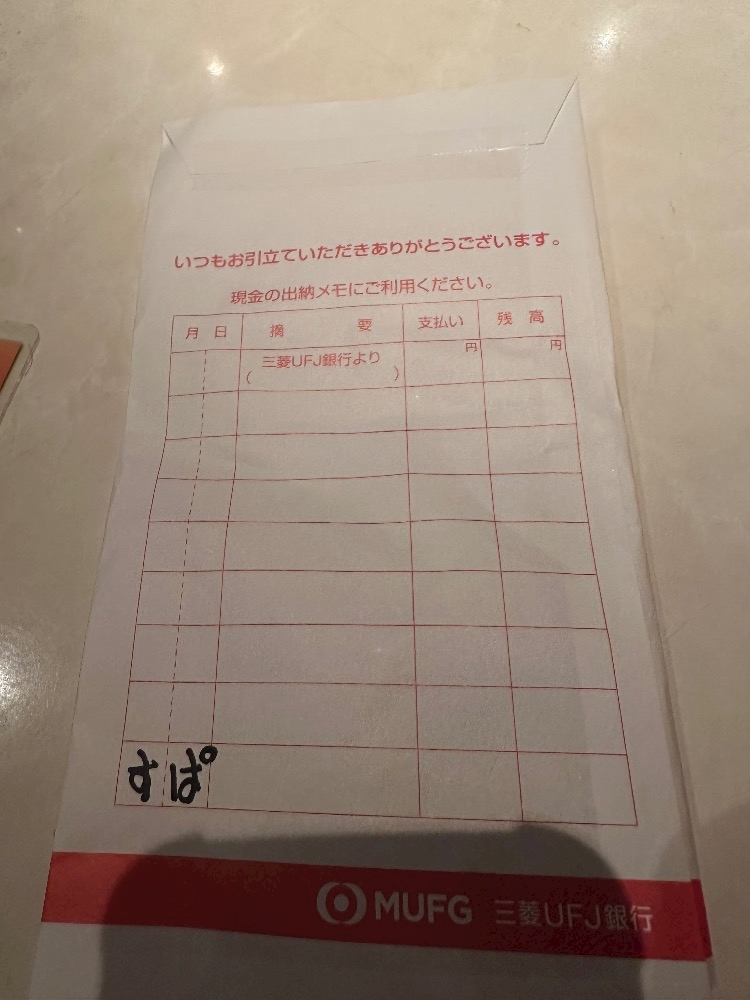 いつもお引立ていただきありがとうございます。
現金の出納メモにご利用ください。
月 日 摘 要 支払い 残 高
三菱UFJ銀行より 円 円
( )
すぱ
MUFG 三菱UFJ銀行